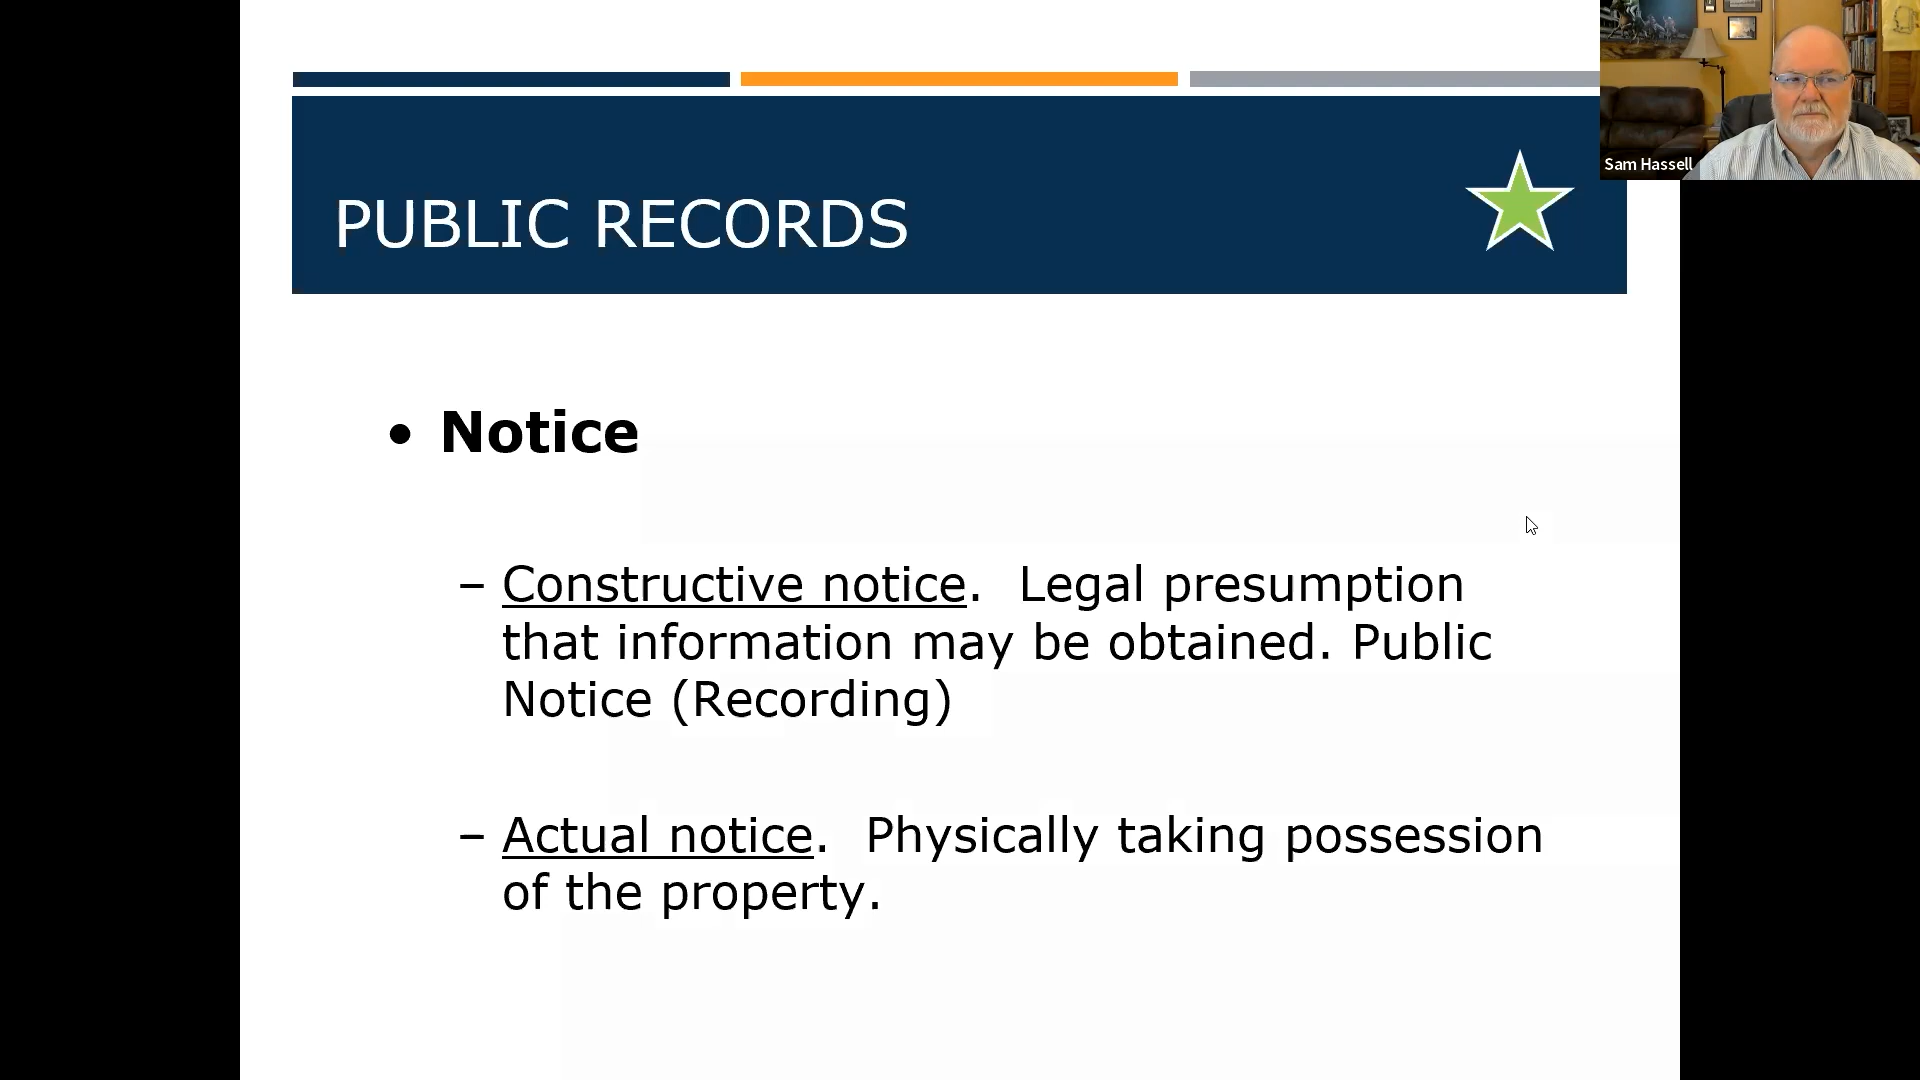 Sam Hassell
PUBLIC RECORDS
• Notice
– Constructive notice.  Legal presumption
that information may be obtained. Public
Notice (Recording)
– Actual notice.  Physically taking possession
of the property.